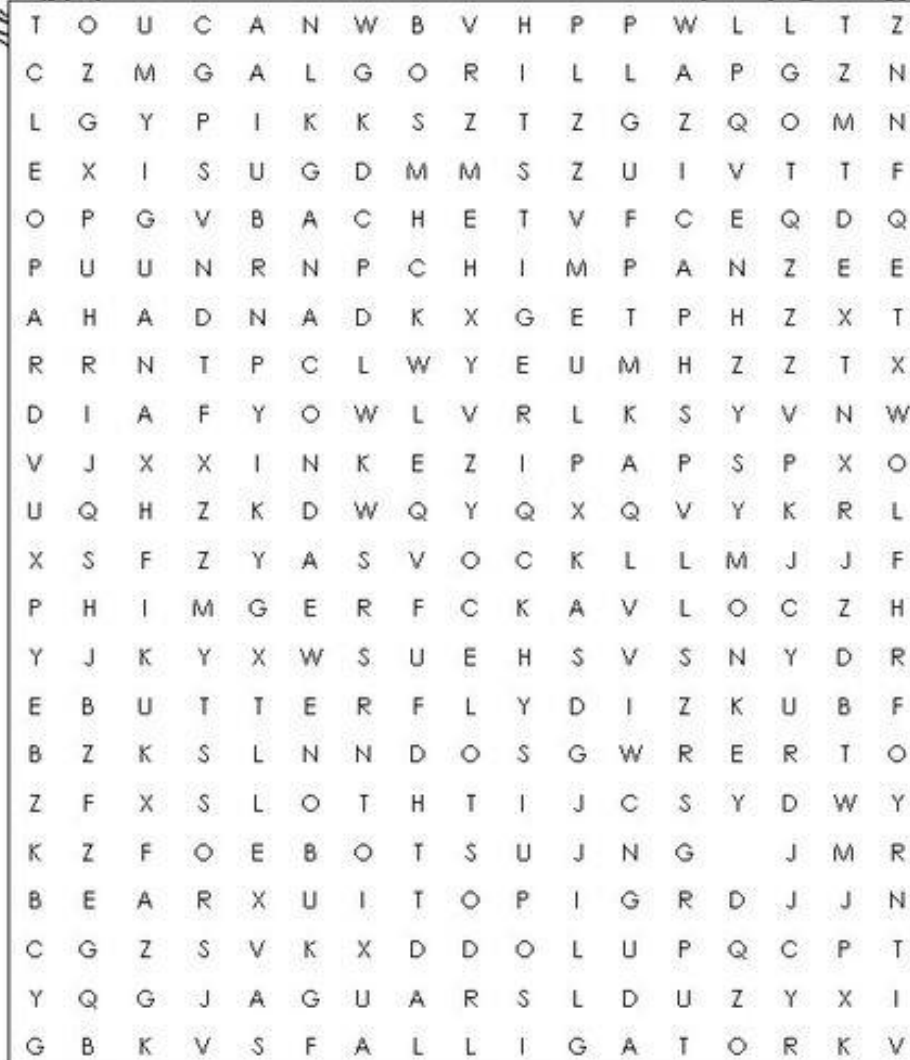 T O U C A N W B V H P P W L L T Z
C Z M G A L G O R I L L A P G Z N
L G Y P I K K S Z T Z G Z Q O M N
E X I S U G D M M S Z U I V T T F
O P G V B A C H E T V F C E Q D Q
P U U N R N P C H I M P A N Z E E
A H A D N A D K X G E T P H Z X T
R R N T P C L W Y E U M H Z Z T X
D I A F Y O W L V R L K S Y V N W
V J X X I N K E Z I P A P S P X O
U Q H Z K D W Q Y Q X Q V Y K R L
X S F Z Y A S V O C K L L M J J F
P H I M G E R F C K A V L O C Z H
Y J K Y X W S U E H S V S N Y D R
E B U T T E R F L Y D I Z K U B F
B Z K S L N N D O S G W R E R T O
Z F X S L O T H T I J C S Y D W Y
K Z F O E B O T S U J N G J M R
B E A R X U I T O P I G R D J J N
C G Z S V K X D D O L U P Q C P T
Y Q G J A G U A R S L D U Z Y X I
G B K V S F A L L I G A T O R K V